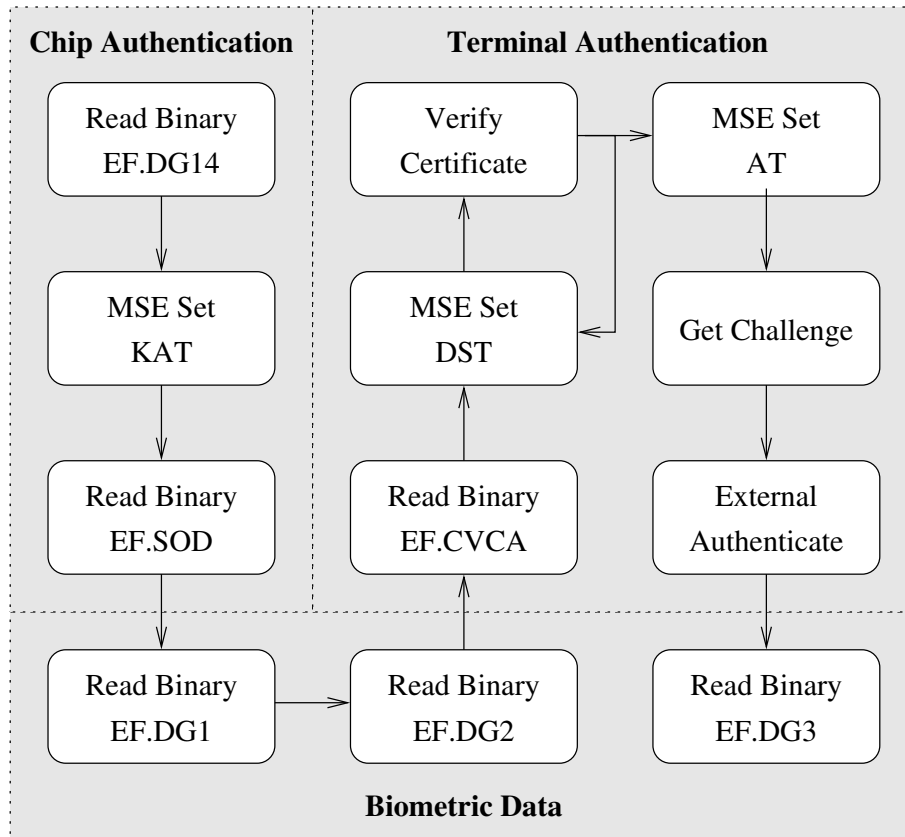 Chip Authentication
Read Binary
EF.DG14
MSE Set
KAT
Read Binary
EF.SOD
Terminal Authentication
Verify
Certificate
MSE Set
DST
Read Binary
EF.CVCA
MSE Set
AT
Get Challenge
External
Authenticate
Read Binary
EF.DG1
Read Binary
EF.DG2
Read Binary
EF.DG3
Biometric Data